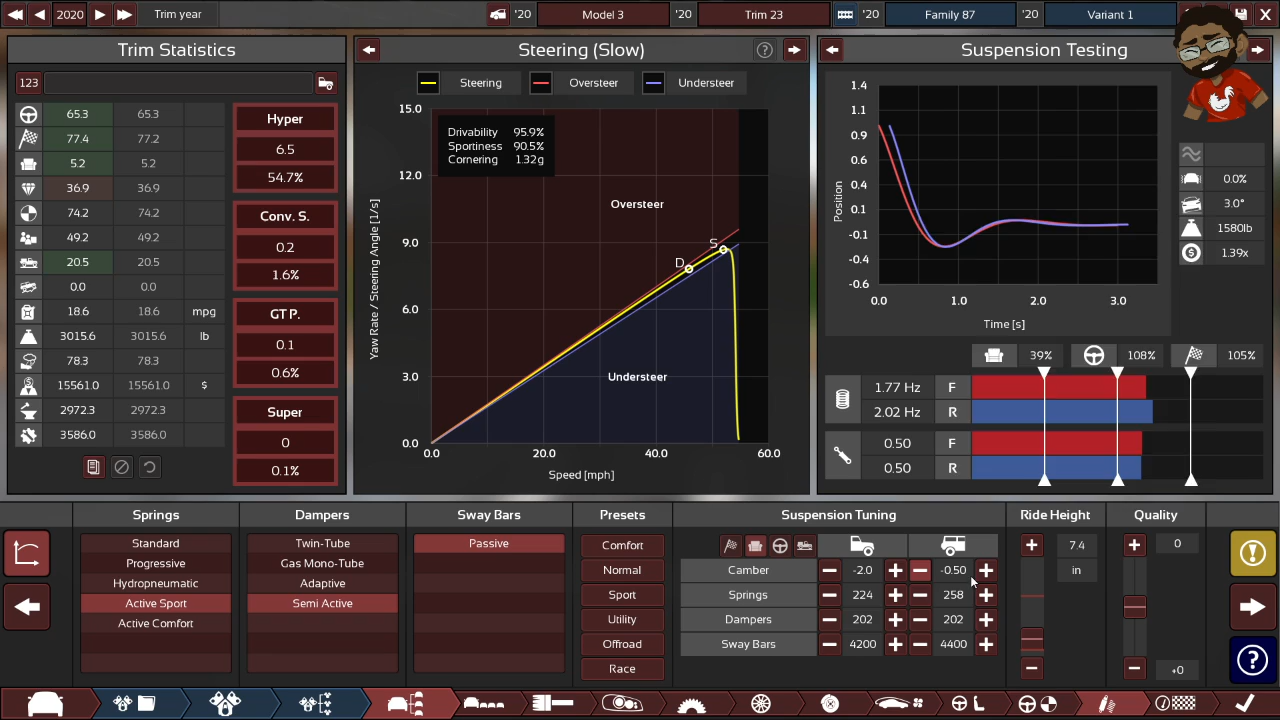 2020
Trim year
'20
Model 3
'20
Trim 23
'20
Family 87
'20
Variant 1
Trim Statistics
123
65.3 65.3
77.4 77.2
5.2 5.2
36.9 36.9
74.2 74.2
49.2 49.2
20.5 20.5
0.0 0.0
18.6 18.6 mpg
3015.6 3015.6 lb
78.3 78.3
15561.0 15561.0 $
2972.3 2972.3
3586.0 3586.0
Hyper
6.5
54.7%
Conv. S.
0.2
1.6%
GT P.
0.1
0.6%
Super
0
0.1%
Steering (Slow)
?
Steering
Oversteer
Understeer
15.0
12.0
9.0
6.0
3.0
0.0
Yaw Rate / Steering Angle [1/s]
Drivability 95.9%
Sportiness 90.5%
Cornering 1.32g
Oversteer
S
D
Understeer
0.0 20.0 40.0 60.0
Speed [mph]
Suspension Testing
1.4
1.1
0.9
0.6
0.4
0.1
-0.1
-0.4
-0.6
Position
0.0 1.0 2.0 3.0
Time [s]
0.0%
3.0°
1580lb
1.39x
39%
108%
105%
1.77 Hz F
2.02 Hz R
0.50 F
0.50 R
Springs
Standard
Progressive
Hydropneumatic
Active Sport
Active Comfort
Dampers
Twin-Tube
Gas Mono-Tube
Adaptive
Semi Active
Sway Bars
Passive
Presets
Comfort
Normal
Sport
Utility
Offroad
Race
Suspension Tuning
Camber -2.0 -0.50
Springs 224 258
Dampers 202 202
Sway Bars 4200 4400
Ride Height
7.4
in
Quality
0
+0
?